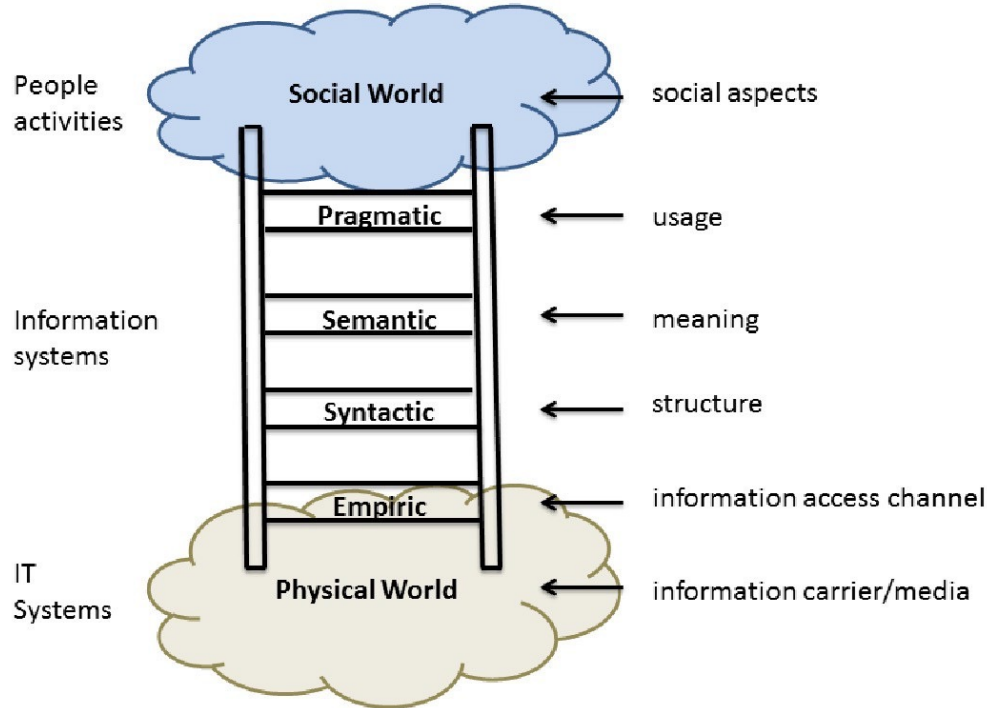 People
activities
Social World
social aspects
Pragmatic
usage
Information
systems
Semantic
meaning
Syntactic
structure
Empiric
information access channel
IT
Systems
Physical World
information carrier/media